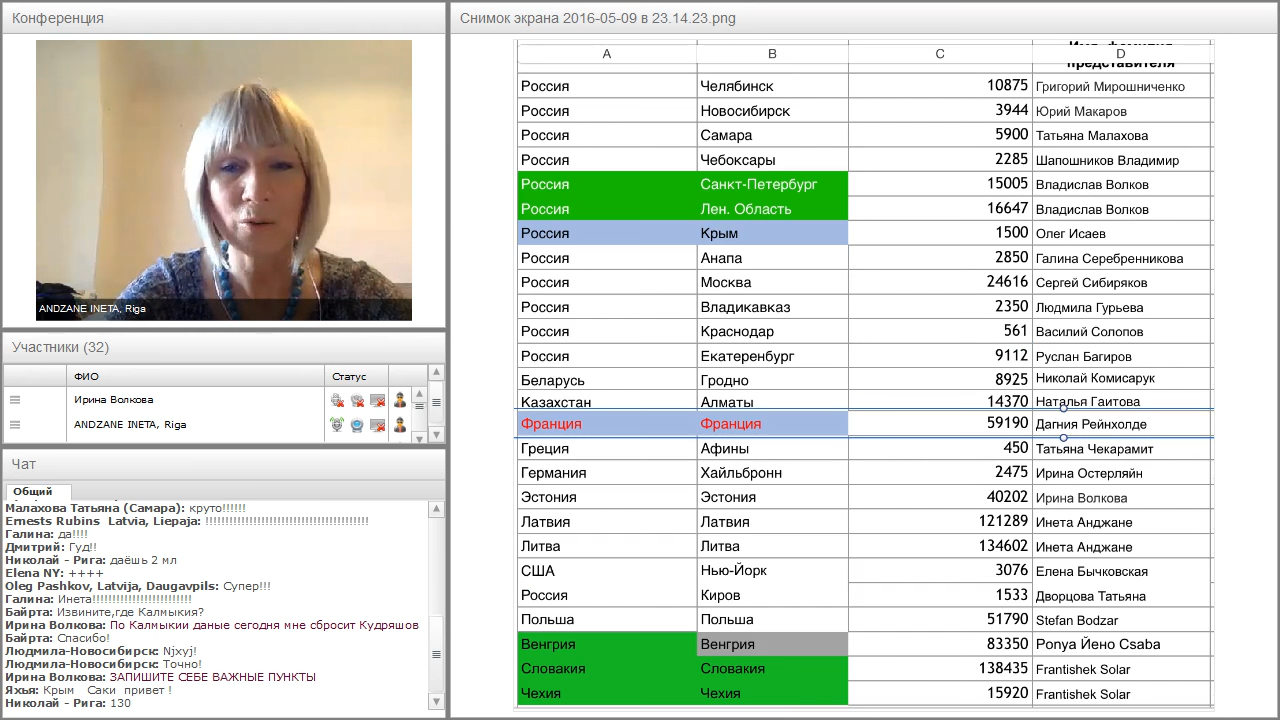 Конференция
ANDZANE INETA, Riga
Участники (32)
ФИО Статус
Ирина Волкова
ANDZANE INETA, Riga
Чат
Общий
Малахова Татьяна (Самара): круто!!!!!!
Ernests Rubins Latvia, Liepaja: !!!!!!!!!!!!!!!!!!!!!!!!!!!!!!!!!!!!!!!!!
Галина: да!!!!
Дмитрий: Гуд!!
Николай - Рига: даёшь 2 мл
Elena NY: ++++
Oleg Pashkov, Latvija, Daugavpils: Супер!!!
Галина: Инета!!!!!!!!!!!!!!!!!!!!!!!!!
Байрта: Извините,где Калмыкия?
Ирина Волкова: По Калмыкии даные сегодня мне сбросит Кудряшов
Байрта: Спасибо!
Людмила-Новосибирск: Njxyj!
Людмила-Новосибирск: Точно!
Ирина Волкова: ЗАПИШИТЕ СЕБЕ ВАЖНЫЕ ПУНКТЫ
Яхья: Крым Саки привет !
Николай - Рига: 130
Снимок экрана 2016-05-09 в 23.14.23.png
A B C D
представителя
Россия Челябинск 10875 Григорий Мирошниченко
Россия Новосибирск 3944 Юрий Макаров
Россия Самара 5900 Татьяна Малахова
Россия Чебоксары 2285 Шапошников Владимир
Россия Санкт-Петербург 15005 Владислав Волков
Россия Лен. Область 16647 Владислав Волков
Россия Крым 1500 Олег Исаев
Россия Анапа 2850 Галина Серебренникова
Россия Москва 24616 Сергей Сибиряков
Россия Владикавказ 2350 Людмила Гурьева
Россия Краснодар 561 Василий Солопов
Россия Екатеренбург 9112 Руслан Багиров
Беларусь Гродно 8925 Николай Комисарук
Казахстан Алматы 14370 Наталья Гаитова
Франция Франция 59190 Дагния Рейнхолде
Греция Афины 450 Татьяна Чекарамит
Германия Хайльбронн 2475 Ирина Остерляйн
Эстония Эстония 40202 Ирина Волкова
Латвия Латвия 121289 Инета Анджане
Литва Литва 134602 Инета Анджане
США Нью-Йорк 3076 Елена Бычковская
Россия Киров 1533 Дворцова Татьяна
Польша Польша 51790 Stefan Bodzar
Венгрия Венгрия 83350 Ponya Йено Csaba
Словакия Словакия 138435 Frantishek Solar
Чехия Чехия 15920 Frantishek Solar